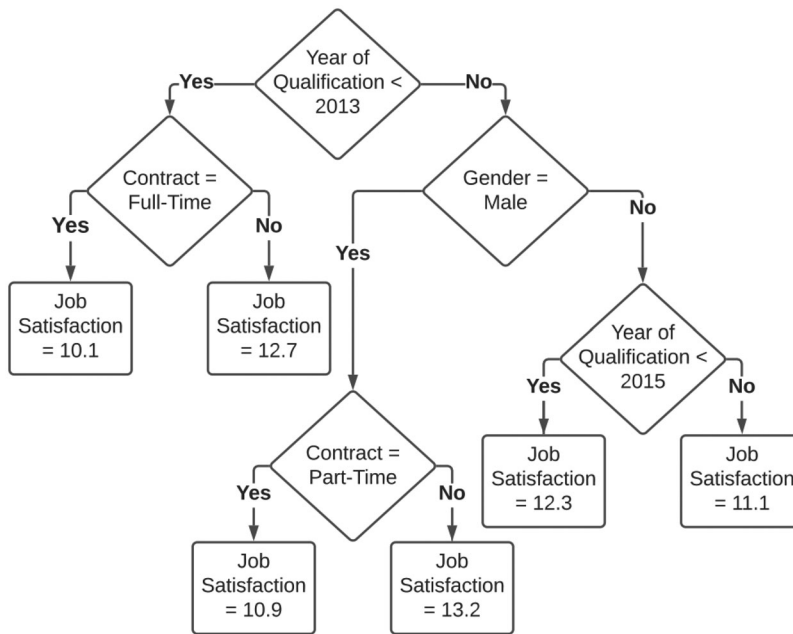 Year of
Qualification <
2013
Yes
No
Contract =
Full-Time
Gender =
Male
Yes
No
Yes
No
Job
Satisfaction
= 10.1
Job
Satisfaction
= 12.7
Year of
Qualification <
2015
Yes
No
Contract =
Part-Time
Job
Satisfaction
= 12.3
Job
Satisfaction
= 11.1
Yes
No
Job
Satisfaction
= 10.9
Job
Satisfaction
= 13.2